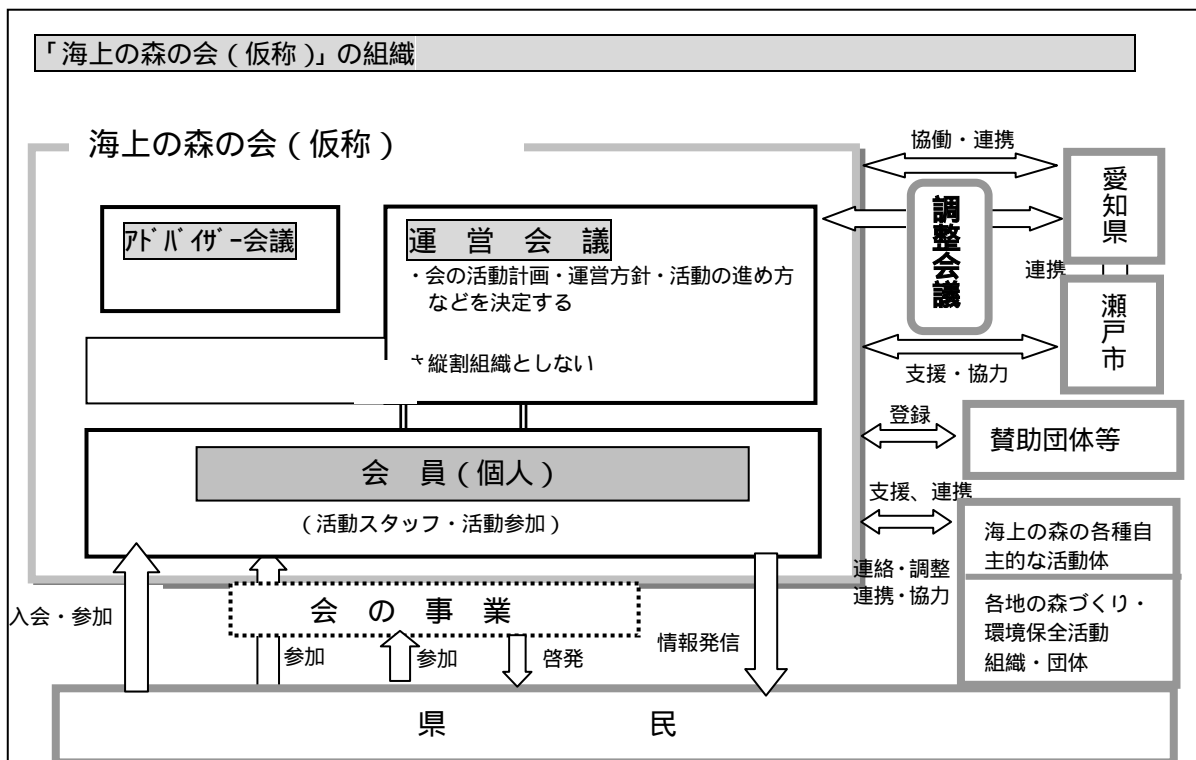 「海上の森の会(仮称)」の組織
海上の森の会(仮称)
アドバイザー会議
運営会議
・会の活動計画・運営方針・活動の進め方
などを決定する
縦割組織としない
会員(個人)
(活動スタッフ・活動参加)
会の事業
入会・参加
参加
参加
啓発
情報発信
県民
協働・連携
調整会議
愛知県
連携
瀬戸市
支援・協力
登録
賛助団体等
支援、連携
連絡・調整
連携・協力
海上の森の各種自
主的な活動体
各地の森づくり・
環境保全活動
組織・団体